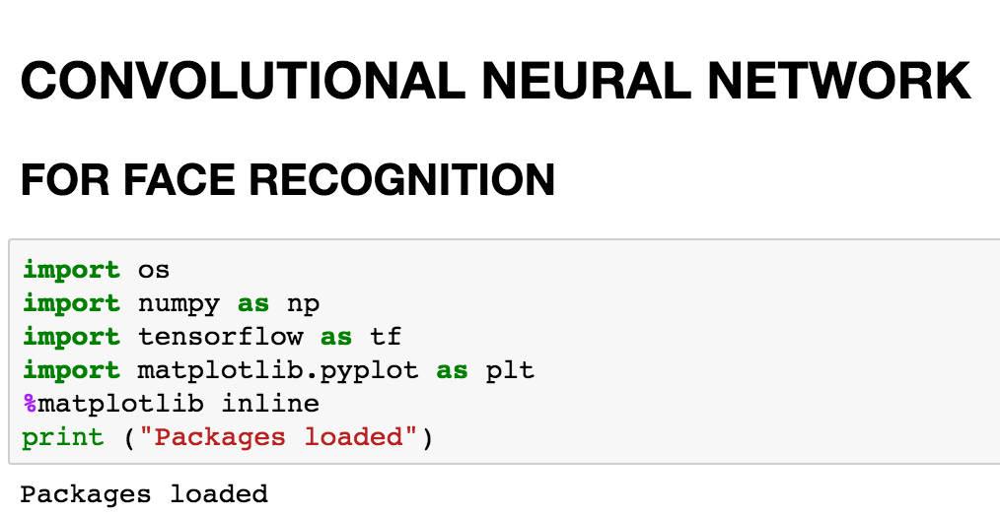 CONVOLUTIONAL NEURAL NETWORK
FOR FACE RECOGNITION
import os
import numpy as np
import tensorflow as tf
import matplotlib.pyplot as plt
%matplotlib inline
print ("Packages loaded")
Packages loaded